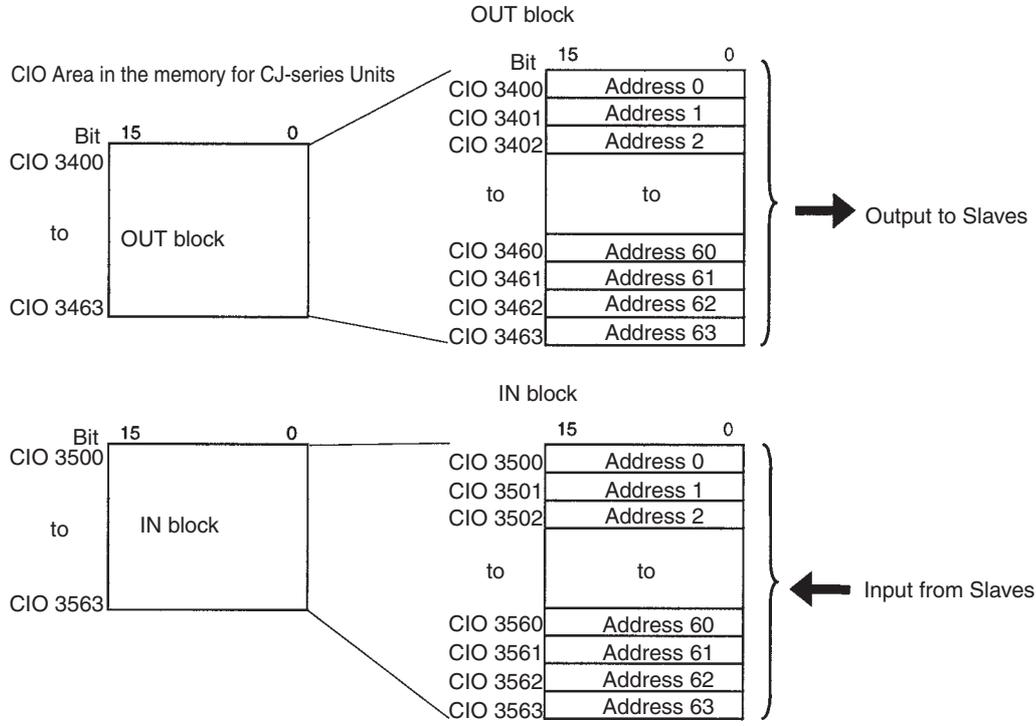 OUT block
CIO Area in the memory for CJ-series Units
Bit 15 0
CIO 3400
to
OUT block
CIO 3463
Bit 15 0
CIO 3400 Address 0
CIO 3401 Address 1
CIO 3402 Address 2
to to
CIO 3460 Address 60
CIO 3461 Address 61
CIO 3462 Address 62
CIO 3463 Address 63
Output to Slaves
IN block
Bit 15 0
CIO 3500
to
IN block
CIO 3563
15 0
CIO 3500 Address 0
CIO 3501 Address 1
CIO 3502 Address 2
to to
CIO 3560 Address 60
CIO 3561 Address 61
CIO 3562 Address 62
CIO 3563 Address 63
Input from Slaves